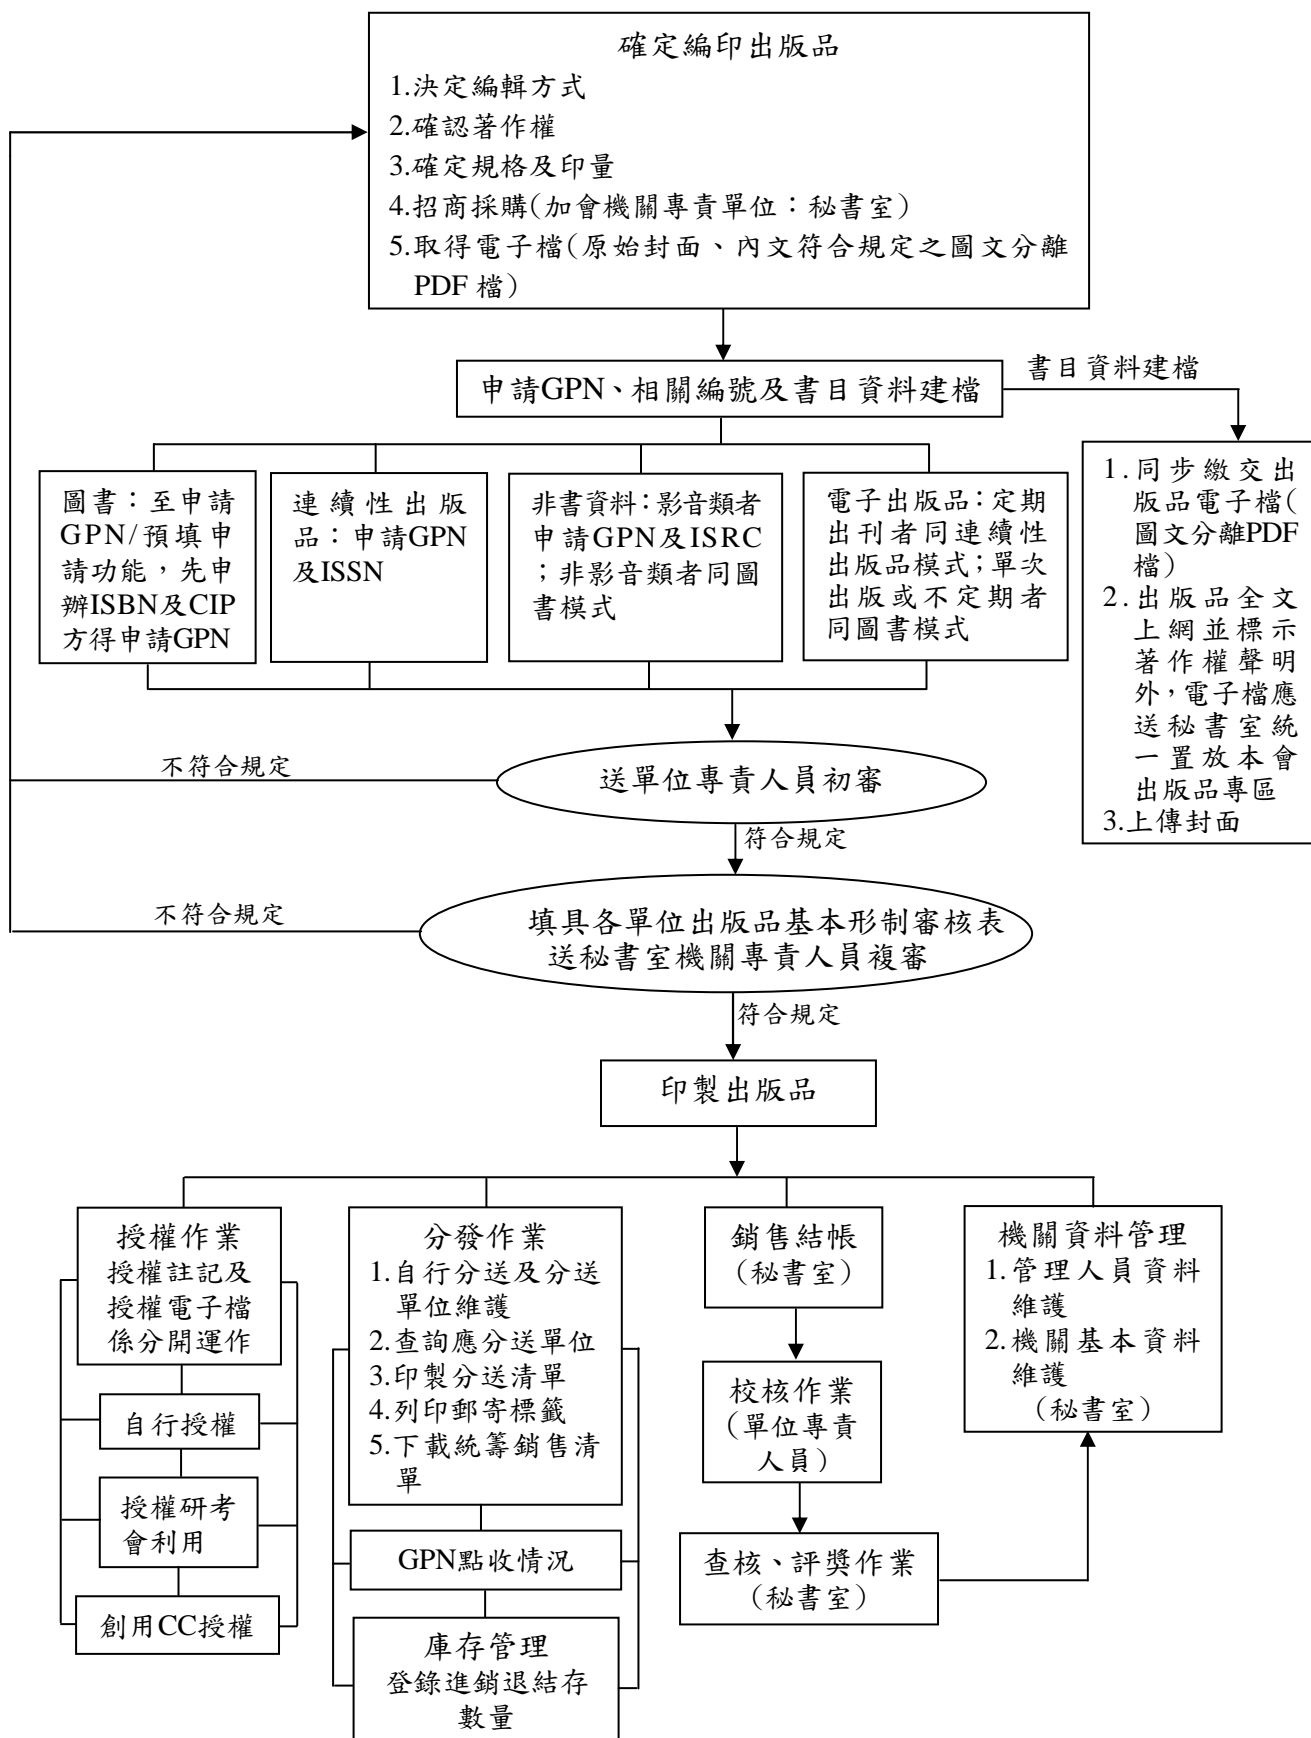 確定編印出版品
1.決定編輯方式
2.確認著作權
3.確定規格及印量
4.招商採購(加會機關專責單位：秘書室)
5.取得電子檔(原始封面、內文符合規定之圖文分離
PDF 檔)
申請GPN、相關編號及書目資料建檔
書目資料建檔
圖書：至申請
GPN/預填申
請功能，先申
辦ISBN及CIP
方得申請GPN
連續性出版
品：申請GPN
及ISSN
非書資料：影音類者
申請GPN及ISRC
；非影音類者同圖
書模式
電子出版品：定期
出刊者同連續性
出版品模式；單次
出版或不定期者
同圖書模式
1.同步繳交出
版品電子檔(
圖文分離PDF
檔)
2.出版品全文
上網並標示
著作權聲明
外，電子檔應
送秘書室統
一置放本會
出版品專區
3.上傳封面
不符合規定
送單位專責人員初審
符合規定
不符合規定
填具各單位出版品基本形制審核表
送秘書室機關專責人員複審
符合規定
印製出版品
授權作業
授權註記及
授權電子檔
係分開運作
自行授權
授權研考
會利用
創用CC授權
分發作業
1.自行分送及分送
單位維護
2.查詢應分送單位
3.印製分送清單
4.列印郵寄標籤
5.下載統籌銷售清
單
GPN點收情況
庫存管理
登錄進銷退結存
數量
銷售結帳
(秘書室)
校核作業
(單位專責
人員)
查核、評獎作業
(秘書室)
機關資料管理
1.管理人員資料
維護
2.機關基本資料
維護
(秘書室)